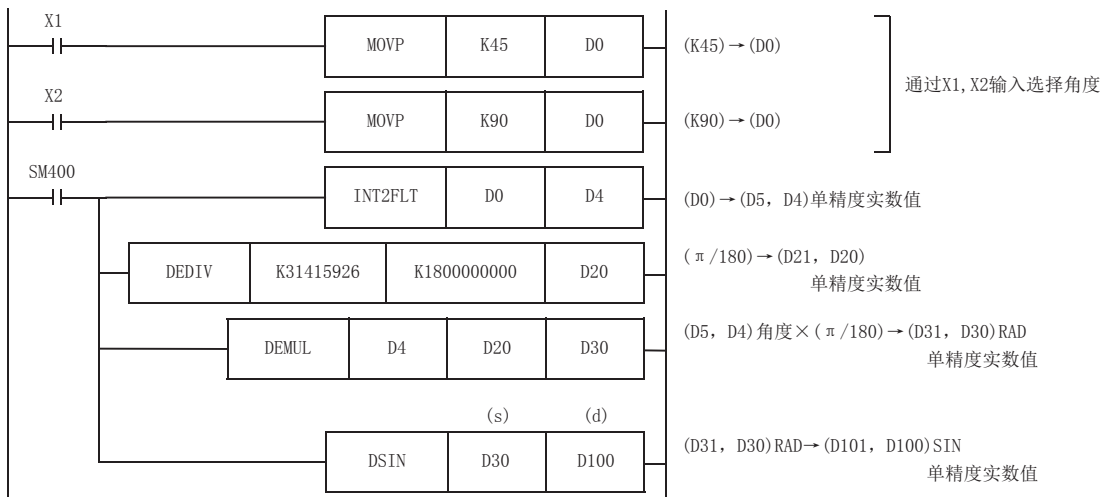 X1
MOVP K45 D0 (K45)→(D0)
通过X1,X2输入选择角度
X2
MOVP K90 D0 (K90)→(D0)
SM400
INT2FLT D0 D4 (D0)→(D5, D4)单精度实数值
DEDIV K31415926 K1800000000 D20 (π/180)→(D21, D20)
单精度实数值
DEMUL D4 D20 D30 (D5, D4)角度×(π/180)→(D31, D30)RAD
单精度实数值
(s) (d)
DSIN D30 D100 (D31, D30)RAD→(D101, D100)SIN
单精度实数值